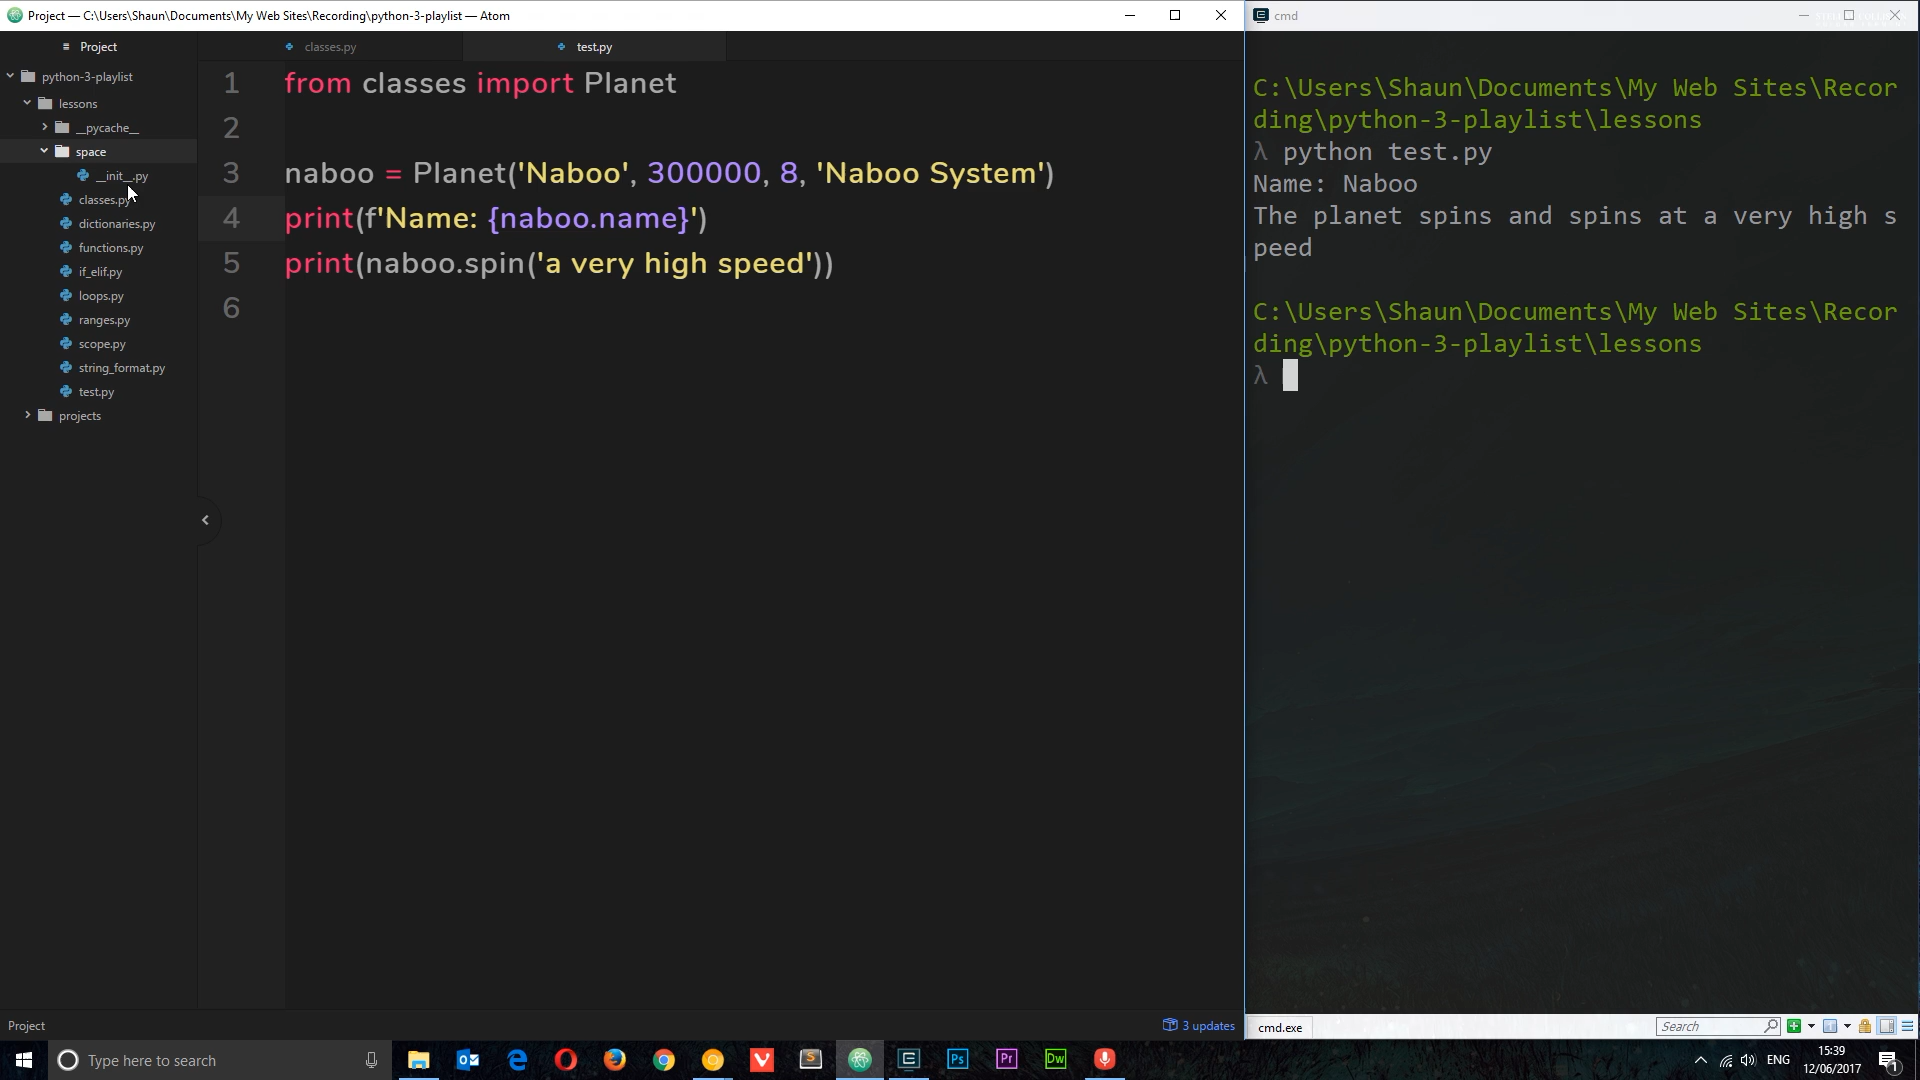 Project — C:\Users\Shaun\Documents\My Web Sites\Recording\python-3-playlist — Atom
cmd
Project
classes.py
test.py
python-3-playlist
lessons
__pycache__
space
__init__.py
classes.py
dictionaries.py
functions.py
if_elif.py
loops.py
ranges.py
scope.py
string_format.py
test.py
projects
1 from classes import Planet
2
3 naboo = Planet('Naboo', 300000, 8, 'Naboo System')
4 print(f'Name: {naboo.name}')
5 print(naboo.spin('a very high speed'))
6
C:\Users\Shaun\Documents\My Web Sites\Recor
ding\python-3-playlist\lessons
λ python test.py
Name: Naboo
The planet spins and spins at a very high s
peed
C:\Users\Shaun\Documents\My Web Sites\Recor
ding\python-3-playlist\lessons
λ
Project
3 updates
cmd.exe
Search
Type here to search
Ps
Pr
Dw
ENG
15:39
12/06/2017
1